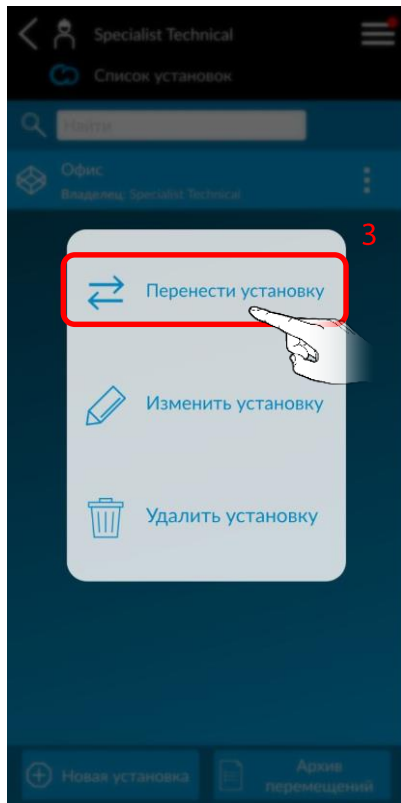 Specialist Technical
Список установок
Найти
Офис
Владелец: Specialist Technical
3
Перенести установку
Изменить установку
Удалить установку
Новая установка
Архив
перемещений